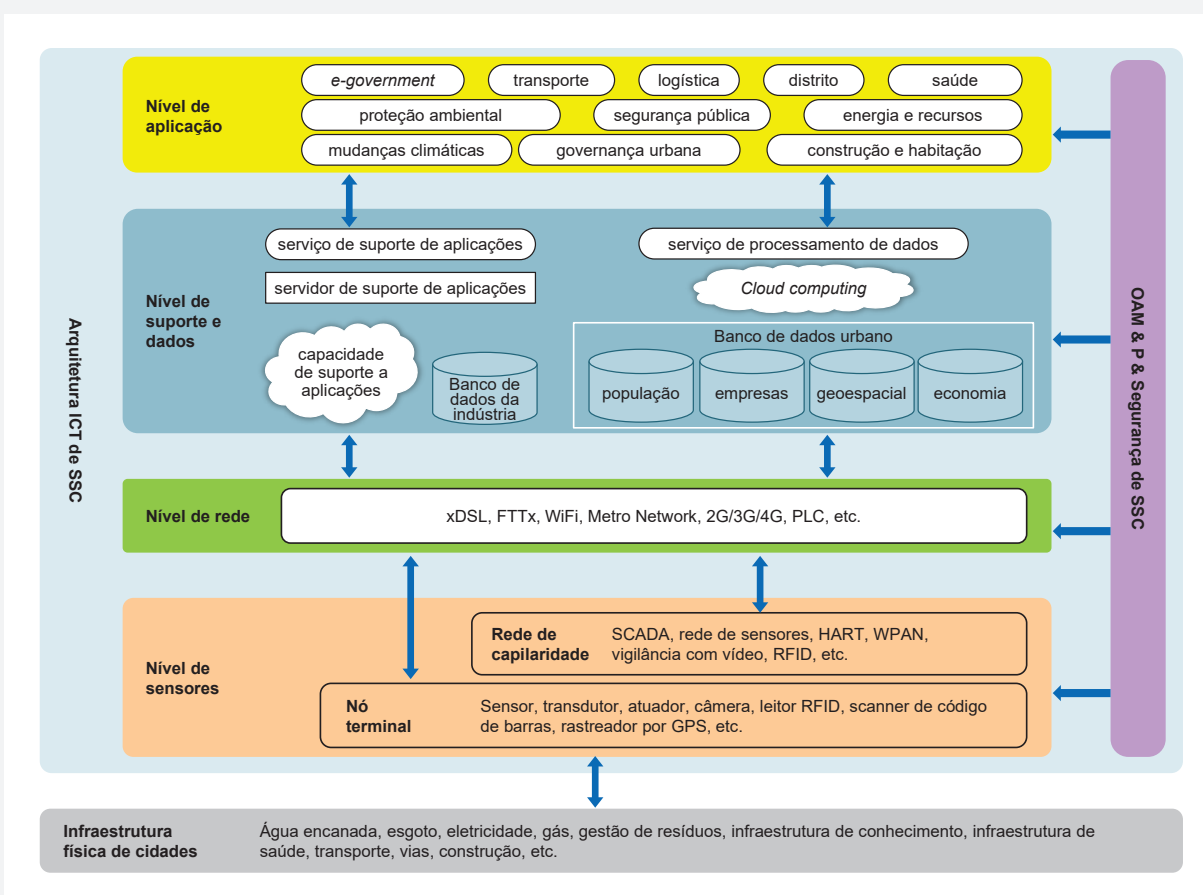 Arquitetura ICT de SSC
Nível de
aplicação
e-government
transporte
logística
distrito
saúde
proteção ambiental
segurança pública
energia e recursos
mudanças climáticas
governança urbana
construção e habitação
Nível de
suporte e
dados
serviço de suporte de aplicações
servidor de suporte de aplicações
capacidade
de suporte a
aplicações
Banco de
dados da
indústria
serviço de processamento de dados
Cloud computing
Banco de dados urbano
população
empresas
geoespacial
economia
Nível de rede
xDSL, FTTx, WiFi, Metro Network, 2G/3G/4G, PLC, etc.
Nível de
sensores
Rede de
capilaridade
SCADA, rede de sensores, HART, WPAN,
vigilância com vídeo, RFID, etc.
Nó
terminal
Sensor, transdutor, atuador, câmera, leitor RFID, scanner de código
de barras, rastreador por GPS, etc.
OAM & P & Segurança de SSC
Infraestrutura
física de cidades
Água encanada, esgoto, eletricidade, gás, gestão de resíduos, infraestrutura de conhecimento, infraestrutura de
saúde, transporte, vias, construção, etc.